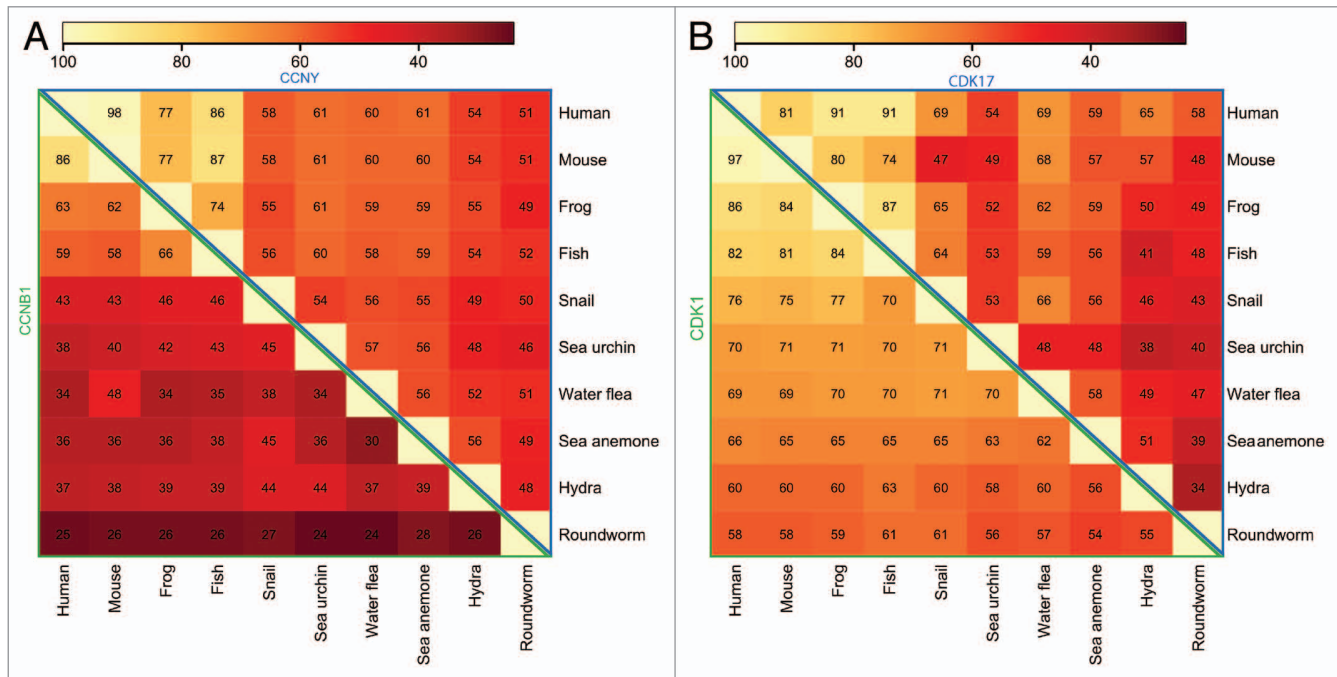 A
100 80 60 40
CCNY
98 77 86 58 61 60 61 54 51 Human
86 77 87 58 61 60 60 54 51 Mouse
63 62 74 55 61 59 59 55 49 Frog
59 58 66 56 60 58 59 54 52 Fish
43 43 46 46 54 56 55 49 50 Snail
38 40 42 43 45 57 56 48 46 Sea urchin
34 48 34 35 38 34 56 52 51 Water flea
36 36 36 38 45 36 30 56 49 Sea anemone
37 38 39 39 44 44 37 39 48 Hydra
25 26 26 26 27 24 24 28 26 Roundworm
CCNB1
Human Mouse Frog Fish Snail Sea urchin Water flea Sea anemone Hydra Roundworm
B
100 80 60 40
CDK17
81 91 91 69 54 69 59 65 58 Human
97 80 74 47 49 68 57 57 48 Mouse
86 84 87 65 52 62 59 50 49 Frog
82 81 84 64 53 59 56 41 48 Fish
76 75 77 70 53 66 56 46 43 Snail
70 71 71 70 71 48 48 38 40 Sea urchin
69 69 70 70 71 70 58 49 47 Water flea
66 65 65 65 65 63 62 51 39 Sea anemone
60 60 60 63 60 58 60 56 34 Hydra
58 58 59 61 61 56 57 54 55 Roundworm
CDK1
Human Mouse Frog Fish Snail Sea urchin Water flea Sea anemone Hydra Roundworm